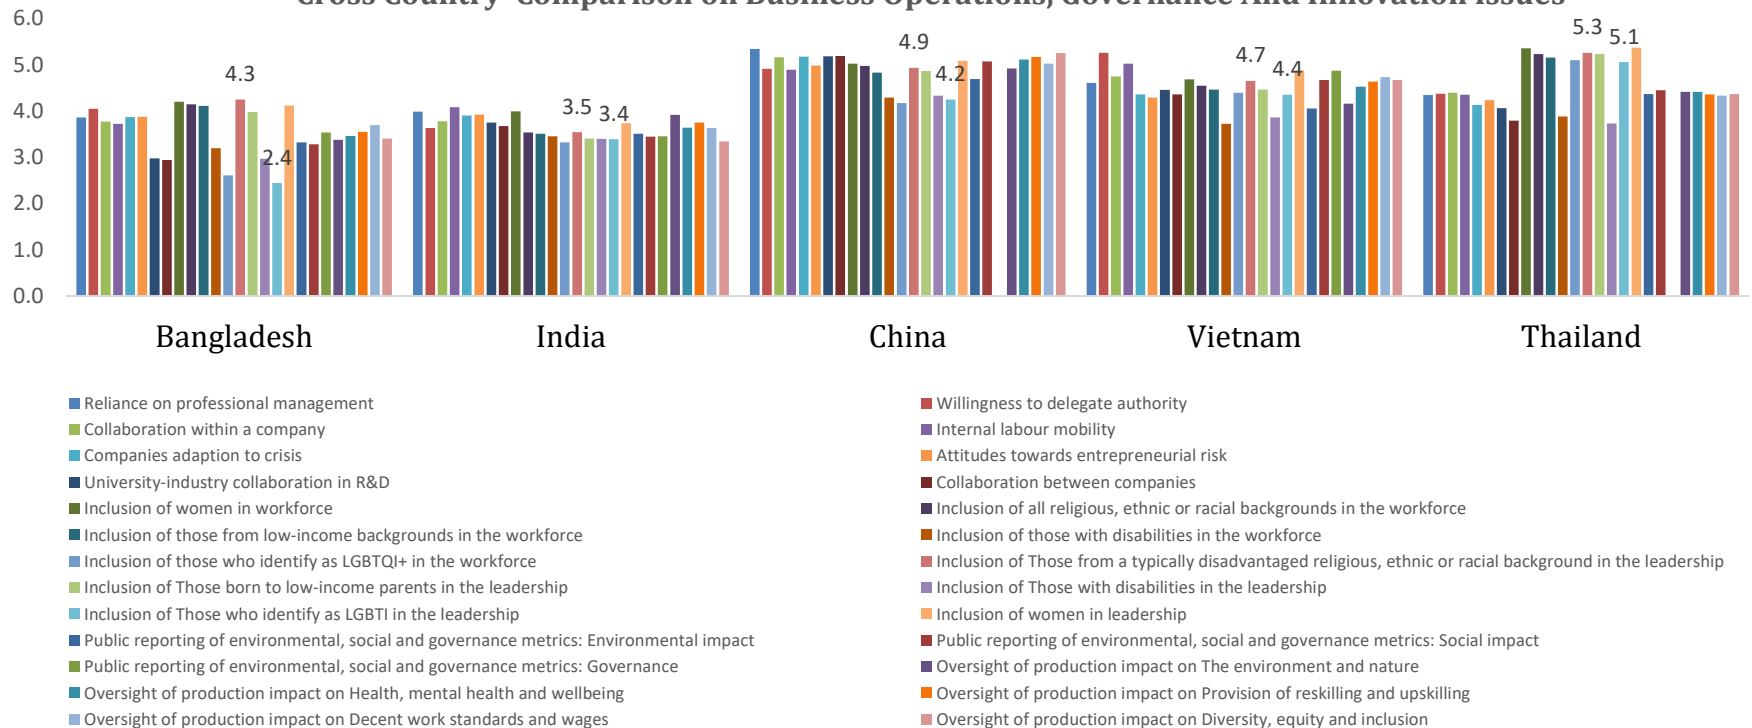 Cross Country Comparison on Business Operations, Governance And Innovation Issues
6.0
5.0
4.0
3.0
2.0
1.0
0.0
4.3
2.4
3.5
3.4
4.9
4.2
4.7
4.4
5.3
5.1
Bangladesh
India
China
Vietnam
Thailand
Reliance on professional management
Willingness to delegate authority
Collaboration within a company
Internal labour mobility
Companies adaption to crisis
Attitudes towards entrepreneurial risk
University-industry collaboration in R&D
Collaboration between companies
Inclusion of women in workforce
Inclusion of all religious, ethnic or racial backgrounds in the workforce
Inclusion of those from low-income backgrounds in the workforce
Inclusion of those with disabilities in the workforce
Inclusion of those who identify as LGBTQI+ in the workforce
Inclusion of Those from a typically disadvantaged religious, ethnic or racial background in the leadership
Inclusion of Those born to low-income parents in the leadership
Inclusion of Those with disabilities in the leadership
Inclusion of Those who identify as LGBTI in the leadership
Inclusion of women in leadership
Public reporting of environmental, social and governance metrics: Environmental impact
Public reporting of environmental, social and governance metrics: Social impact
Public reporting of environmental, social and governance metrics: Governance
Oversight of production impact on The environment and nature
Oversight of production impact on Health, mental health and wellbeing
Oversight of production impact on Provision of reskilling and upskilling
Oversight of production impact on Decent work standards and wages
Oversight of production impact on Diversity, equity and inclusion